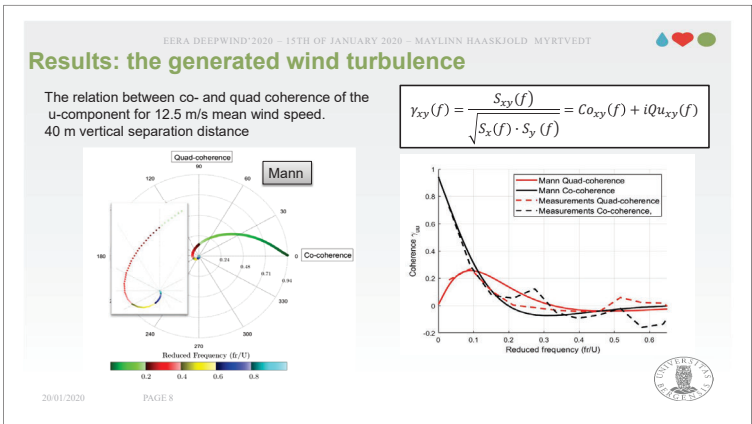 EERA DEEPWIND'2020 – 15TH OF JANUARY 2020 – MAYLINN HAASKJOLD MYRTVEDT
Results: the generated wind turbulence
The relation between co- and quad coherence of the
u-component for 12.5 m/s mean wind speed.
40 m vertical separation distance
γxy(f) = Sxy(f) / √(Sx(f) · Sy (f)) = Coxy(f) + iQuxy(f)
Quad-coherence
90
Mann
120
60
30
180
0
Co-coherence
0.24
0.48
0.71
0.94
330
240
300
270
Reduced Frequency (fr/U)
0.2 0.4 0.6 0.8
Mann Quad-coherence
Mann Co-coherence
Measurements Quad-coherence
Measurements Co-coherence,
1
0.8
0.6
0.4
0.2
0
-0.2
0 0.1 0.2 0.3 0.4 0.5 0.6
Reduced frequency (fr/U)
UNIVERSITAS
BERGENSIS
20/01/2020 PAGE 8